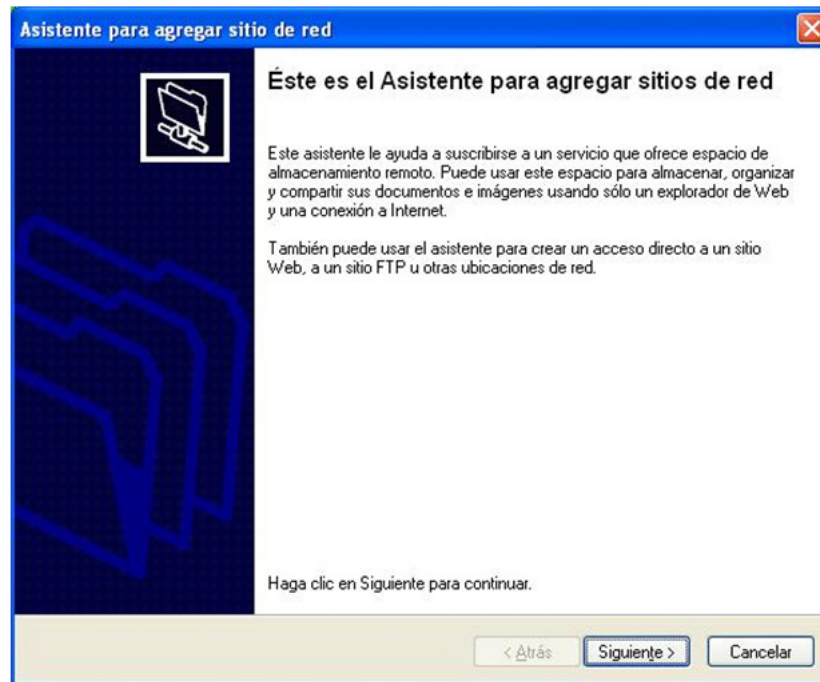 Asistente para agregar sitio de red
Éste es el Asistente para agregar sitios de red
Este asistente le ayuda a suscribirse a un servicio que ofrece espacio de
almacenamiento remoto. Puede usar este espacio para almacenar, organizar
y compartir sus documentos e imágenes usando sólo un explorador de Web
y una conexión a Internet.
También puede usar el asistente para crear un acceso directo a un sitio
Web, a un sitio FTP u otras ubicaciones de red.
Haga clic en Siguiente para continuar.
< Atrás Siguiente > Cancelar